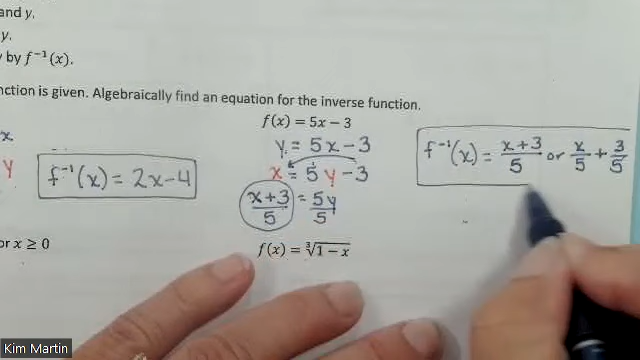 and y.
y.
by f⁻¹(x).
nction is given. Algebraically find an equation for the inverse function.
f(x) = 5x − 3
y = 5x − 3
x = 5y − 3
x+3/5 = 5y/5
x
y
f⁻¹(x) = 2x − 4
f⁻¹(x) = x+3/5 or x/5 + 3/5
or x ≥ 0
f(x) = ∛1 − x
Kim Martin